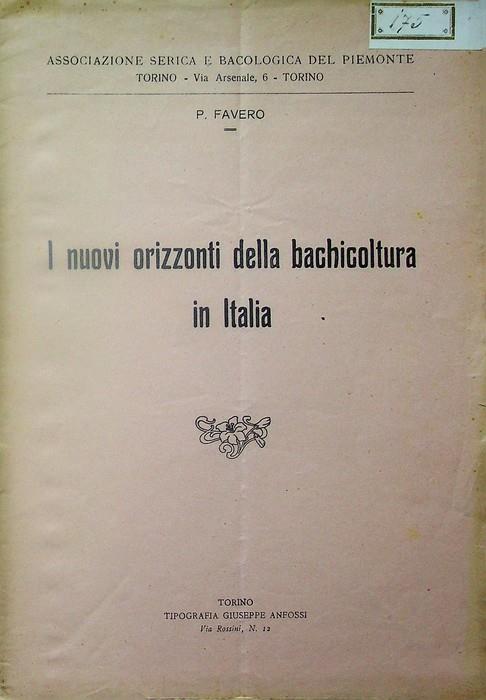 175
ASSOCIAZIONE SERICA E BACOLOGICA DEL PIEMONTE
TORINO - Via Arsenale, 6 - TORINO
P. FAVERO
I nuovi orizzonti della bachicoltura
in Italia
TORINO
TIPOGRAFIA GIUSEPPE ANFOSSI
Via Rossini, N. 12